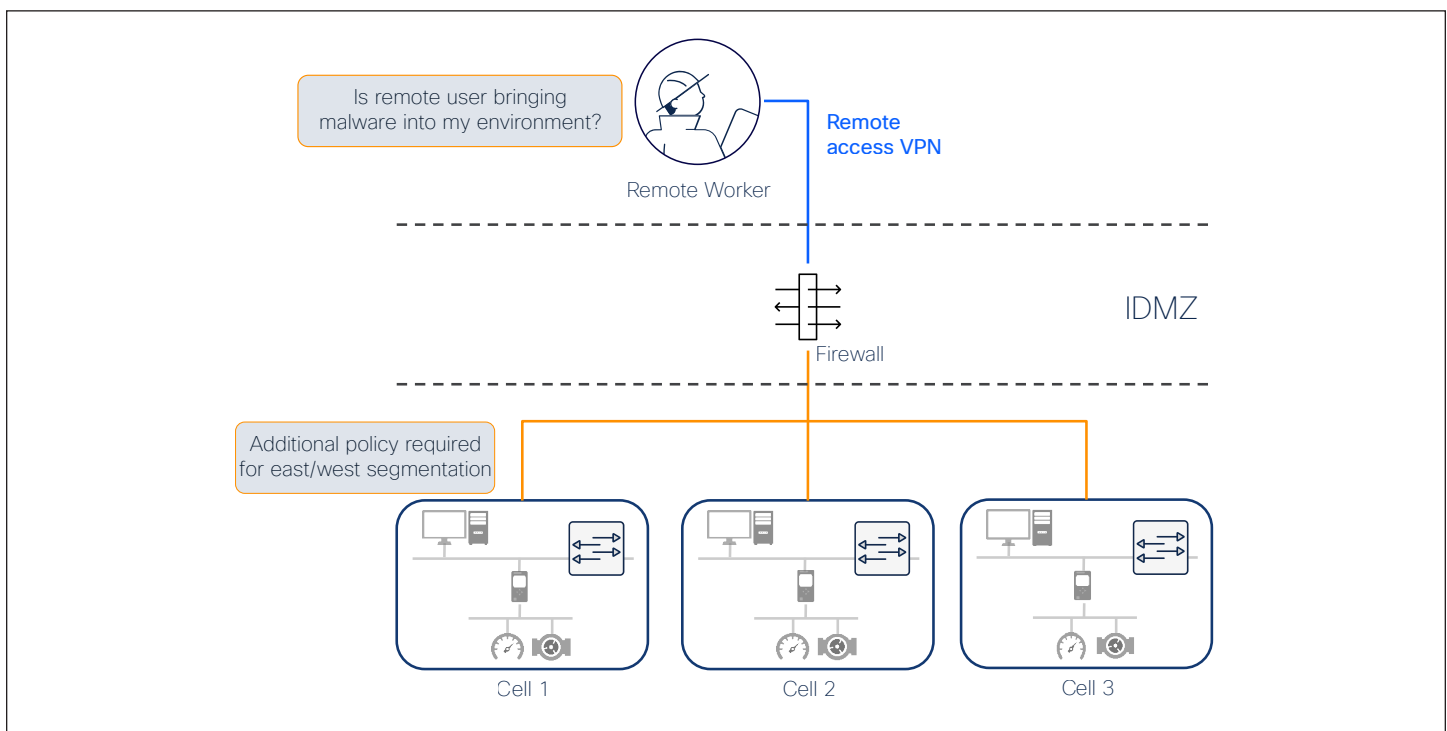 Is remote user bringing
malware into my environment?
Remote
access VPN
Remote Worker
IDMZ
Firewall
Additional policy required
for east/west segmentation
Cell 1
Cell 2
Cell 3